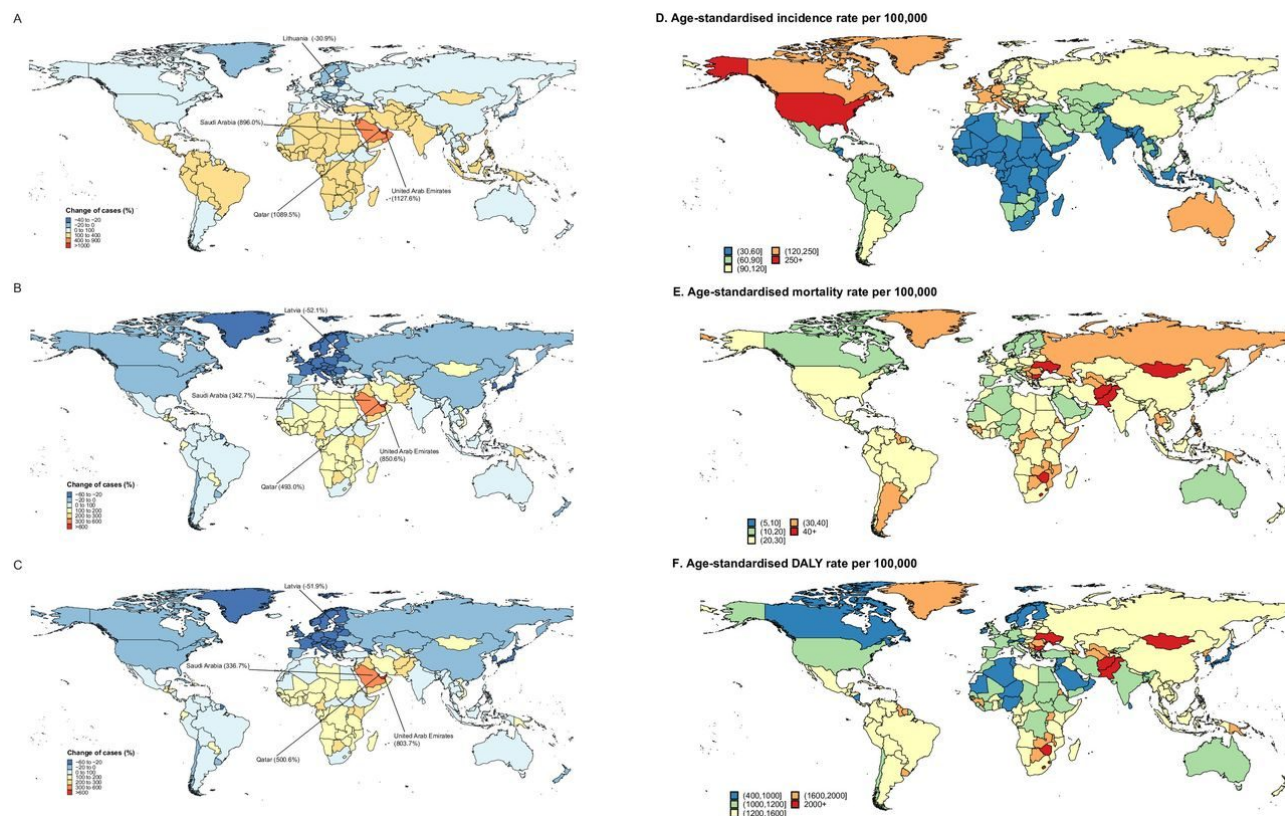 A
Lithuania (-30.9%)
Saudi Arabia (896.0%)
United Arab Emirates
(1127.6%)
Qatar (1089.5%)
Change of cases (%)
-40 to -20
-20 to 0
0 to 100
100 to 400
400 to 900
>1000
B
Latvia (-52.1%)
Saudi Arabia (342.7%)
United Arab Emirates
(850.6%)
Qatar (493.0%)
Change of cases (%)
-60 to -20
-20 to 0
0 to 100
100 to 200
200 to 300
300 to 600
>600
C
Latvia (-51.9%)
Saudi Arabia (336.7%)
United Arab Emirates
(803.7%)
Qatar (500.6%)
Change of cases (%)
-60 to -20
-20 to 0
0 to 100
100 to 200
200 to 300
300 to 600
>600
D. Age-standardised incidence rate per 100,000
(30,60]
(60,90]
(90,120]
(120,250]
250+
E. Age-standardised mortality rate per 100,000
(5,10]
(10,20]
(20,30]
(30,40]
40+
F. Age-standardised DALY rate per 100,000
(400,1000]
(1000,1200]
(1200,1600]
(1600,2000]
2000+